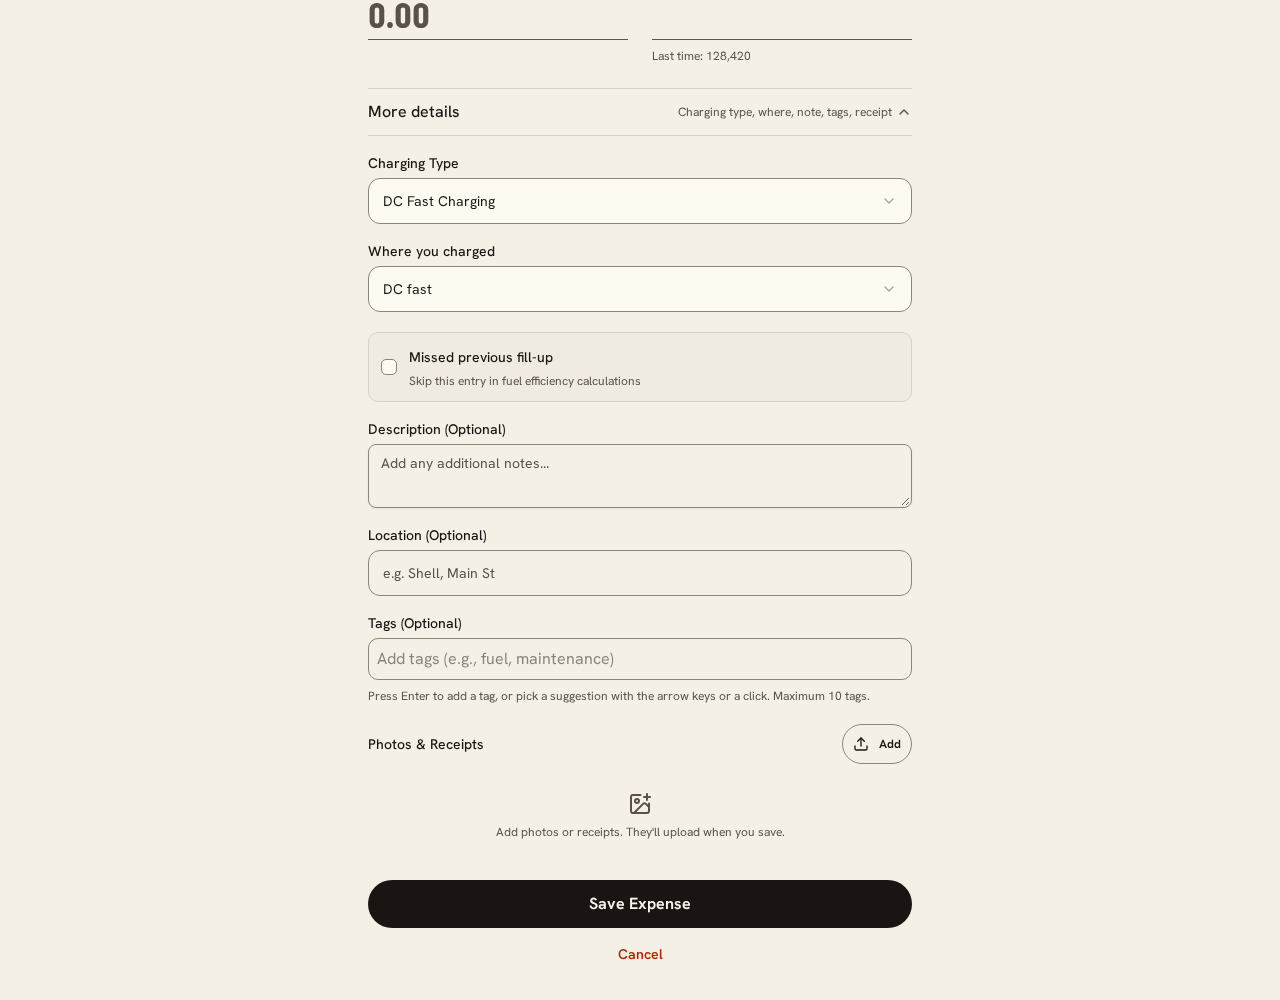 0.00
Last time: 128,420
More details
Charging type, where, note, tags, receipt
Charging Type
DC Fast Charging
Where you charged
DC fast
Missed previous fill-up
Skip this entry in fuel efficiency calculations
Description (Optional)
Add any additional notes...
Location (Optional)
e.g. Shell, Main St
Tags (Optional)
Add tags (e.g., fuel, maintenance)
Press Enter to add a tag, or pick a suggestion with the arrow keys or a click. Maximum 10 tags.
Photos & Receipts
Add
Add photos or receipts. They'll upload when you save.
Save Expense
Cancel